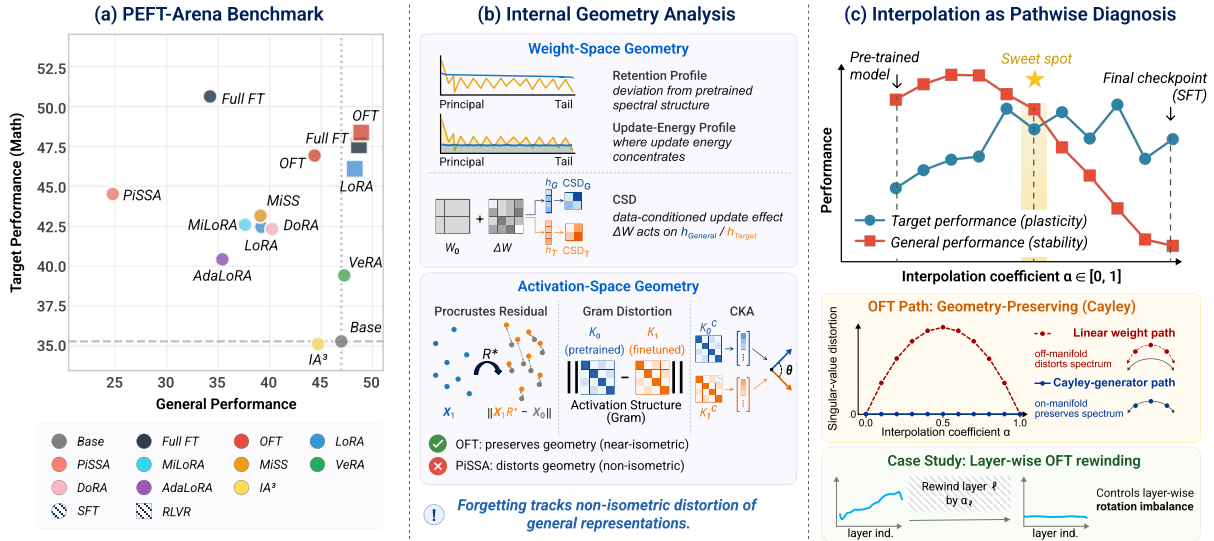 (a) PEFT-Arena Benchmark
Target Performance (Math)
52.5
50.0
47.5
45.0
42.5
40.0
37.5
35.0
Full FT
OFT
Full FT
OFT
LoRA
PiSSA
MiSS
MiLoRA
DoRA
LoRA
AdaLoRA
VeRA
Base
IA³
25
30
35
40
45
50
General Performance
Base
Full FT
OFT
LoRA
PiSSA
MiLoRA
MiSS
VeRA
DoRA
AdaLoRA
IA³
SFT
RLVR
(b) Internal Geometry Analysis
Weight-Space Geometry
Principal
Tail
Retention Profile
deviation from pretrained
spectral structure
Principal
Tail
Update-Energy Profile
where update energy
concentrates
W₀
+
ΔW
h_G
CSD_G
h_T
CSD_T
CSD
data-conditioned update effect
ΔW acts on h_General / h_Target
Activation-Space Geometry
Procrustes Residual
R*
X₁
||X₁R* − X₀||
Gram Distortion
K₀
(pretrained)
K₁
(finetuned)
||
−
||
Activation Structure
(Gram)
CKA
K₀ᶜ
K₁ᶜ
θ
OFT: preserves geometry (near-isometric)
PiSSA: distorts geometry (non-isometric)
!
Forgetting tracks non-isometric distortion of
general representations.
(c) Interpolation as Pathwise Diagnosis
Performance
Pre-trained
model
Sweet spot
Final checkpoint
(SFT)
Target performance (plasticity)
General performance (stability)
Interpolation coefficient α ∈ [0, 1]
OFT Path: Geometry-Preserving (Cayley)
Singular-value distortion
0
0.0
0.5
1.0
Interpolation coefficient α
Linear weight path
off-manifold
distorts spectrum
Cayley-generator path
on-manifold
preserves spectrum
Case Study: Layer-wise OFT rewinding
layer ind.
Rewind layer ℓ
by α_ℓ
layer ind.
Controls layer-wise
rotation imbalance